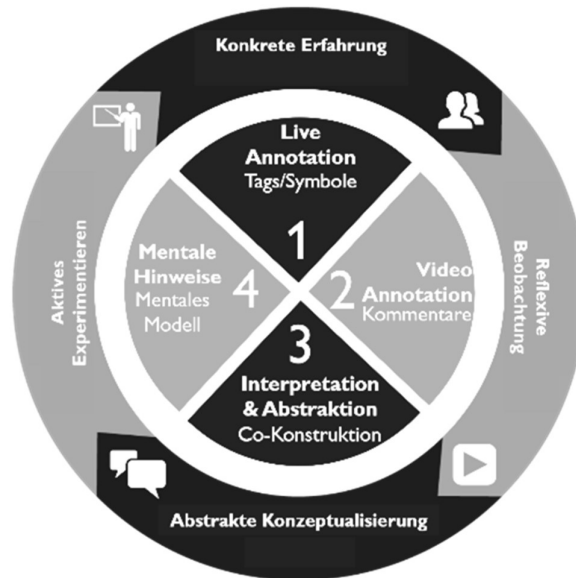 Konkrete Erfahrung
Live
Annotation
Tags/Symbole
1
Mentale
Hinweise
Mentales
Modell
4
2
Video
Annotation
Kommentare
3
Interpretation
& Abstraktion
Co-Konstruktion
Aktives
Experimentieren
Reflexive
Beobachtung
Abstrakte Konzeptualisierung